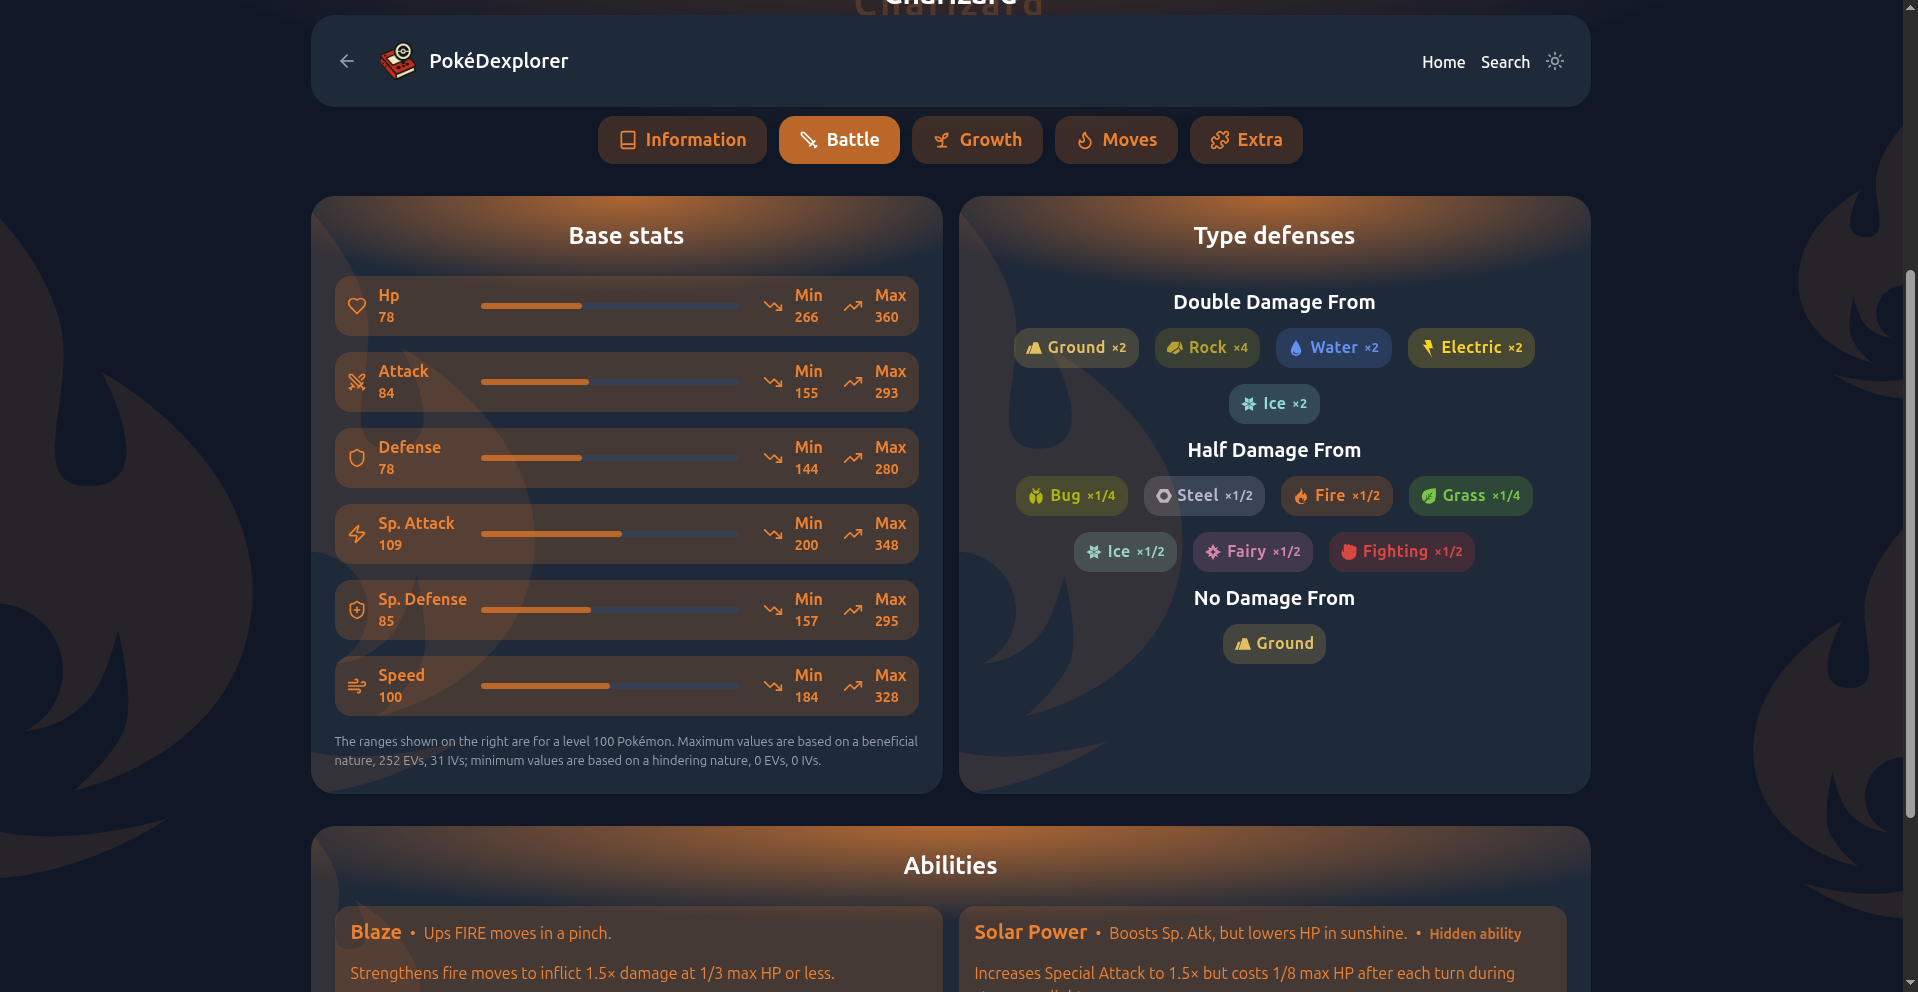 Charizard
PokéDexplorer
Home Search
Information Battle Growth Moves Extra
Base stats
Hp
78
Min
266
Max
360
Attack
84
Min
155
Max
293
Defense
78
Min
144
Max
280
Sp. Attack
109
Min
200
Max
348
Sp. Defense
85
Min
157
Max
295
Speed
100
Min
184
Max
328
The ranges shown on the right are for a level 100 Pokémon. Maximum values are based on a beneficial
nature, 252 EVs, 31 IVs; minimum values are based on a hindering nature, 0 EVs, 0 IVs.
Type defenses
Double Damage From
Ground ×2 Rock ×4 Water ×2 Electric ×2
Ice ×2
Half Damage From
Bug ×1/4 Steel ×1/2 Fire ×1/2 Grass ×1/4
Ice ×1/2 Fairy ×1/2 Fighting ×1/2
No Damage From
Ground
Abilities
Blaze • Ups FIRE moves in a pinch.
Strengthens fire moves to inflict 1.5× damage at 1/3 max HP or less.
Solar Power • Boosts Sp. Atk, but lowers HP in sunshine. • Hidden ability
Increases Special Attack to 1.5× but costs 1/8 max HP after each turn during